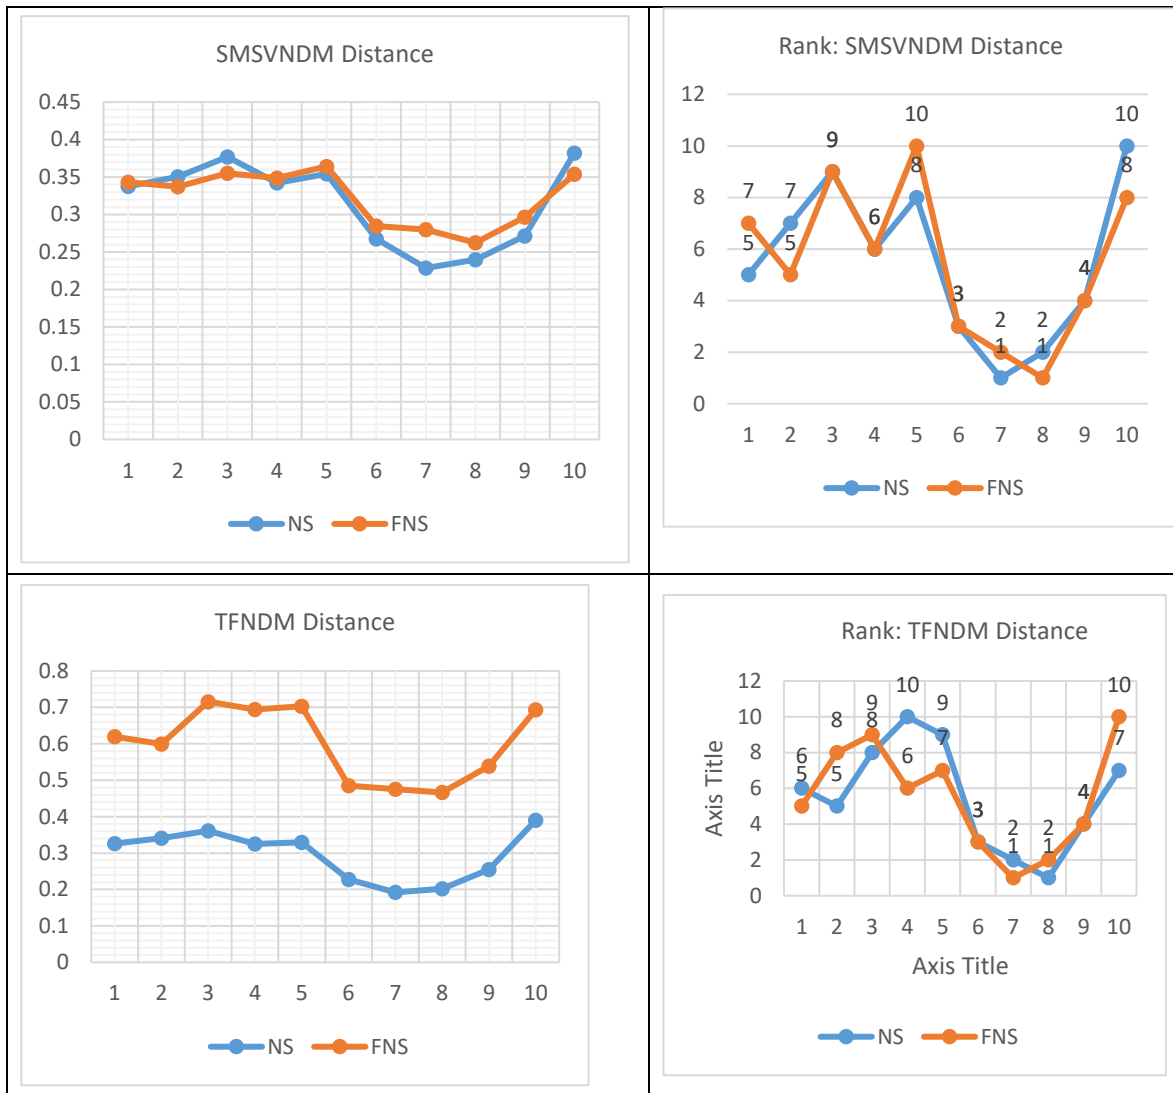 SMSVNDM Distance
0.45
0.4
0.35
0.3
0.25
0.2
0.15
0.1
0.05
0
1 2 3 4 5 6 7 8 9 10
NS FNS
Rank: SMSVNDM Distance
12
10
8
6
4
2
0
7 7 9 6 10 3 2 2 4 10
5 5 8 1 1 8
1 2 3 4 5 6 7 8 9 10
NS FNS
TFNDM Distance
0.8
0.7
0.6
0.5
0.4
0.3
0.2
0.1
0
1 2 3 4 5 6 7 8 9 10
NS FNS
Rank: TFNDM Distance
Axis Title
12
10
8
6
4
2
0
6 8 9 10 9 3 2 2 4 10
5 5 8 6 7 1 1 7
1 2 3 4 5 6 7 8 9 10
Axis Title
NS FNS